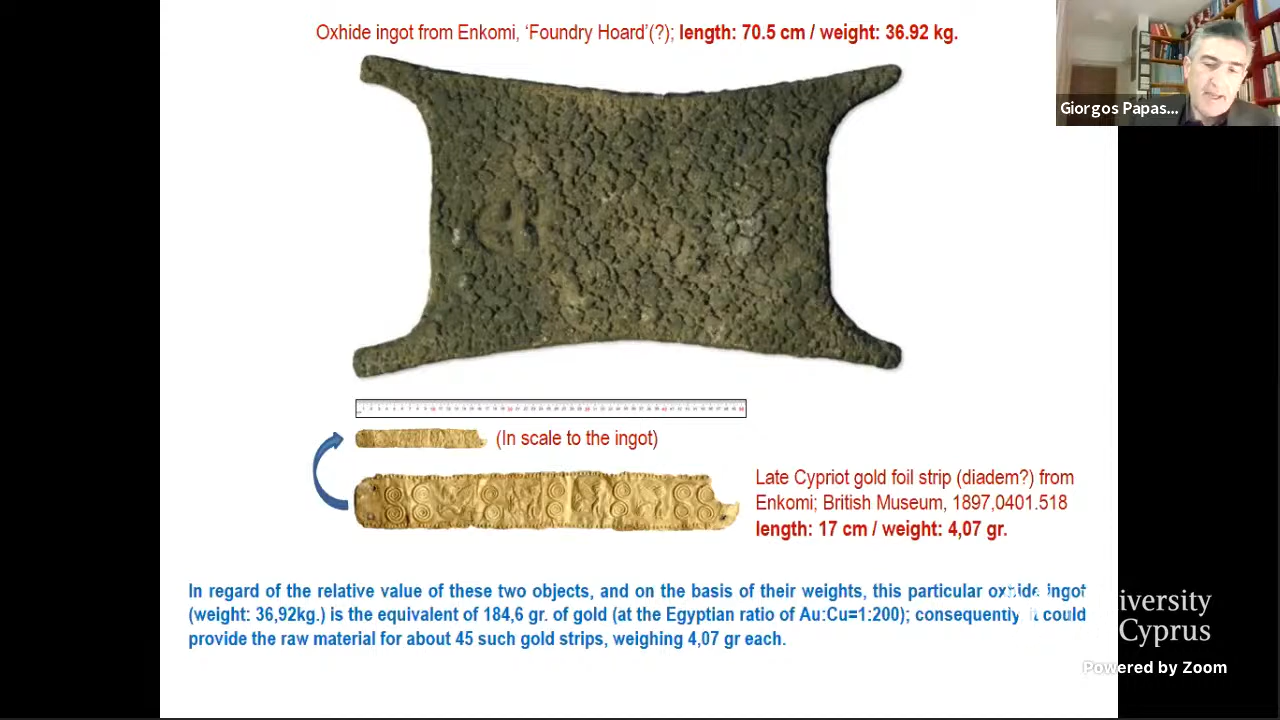 Oxhide ingot from Enkomi, ‘Foundry Hoard’(?); length: 70.5 cm / weight: 36.92 kg.
Giorgos Papas...
(In scale to the ingot)
Late Cypriot gold foil strip (diadem?) from
Enkomi; British Museum, 1897,0401.518
length: 17 cm / weight: 4,07 gr.
In regard of the relative value of these two objects, and on the basis of their weights, this particular oxhide ingot
(weight: 36,92kg.) is the equivalent of 184,6 gr. of gold (at the Egyptian ratio of Au:Cu=1:200); consequently it could
provide the raw material for about 45 such gold strips, weighing 4,07 gr each.
iversity
Cyprus
Powered by Zoom